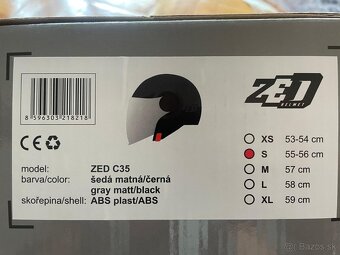 ZED
HELMET
8 596303 218218
XS 53-54 cm
S 55-56 cm
M 57 cm
L 58 cm
XL 59 cm
CE
model: ZED C35
barva/color: šedá matná/černá
gray matt/black
skořepina/shell: ABS plast/ABS
Bazos.sk